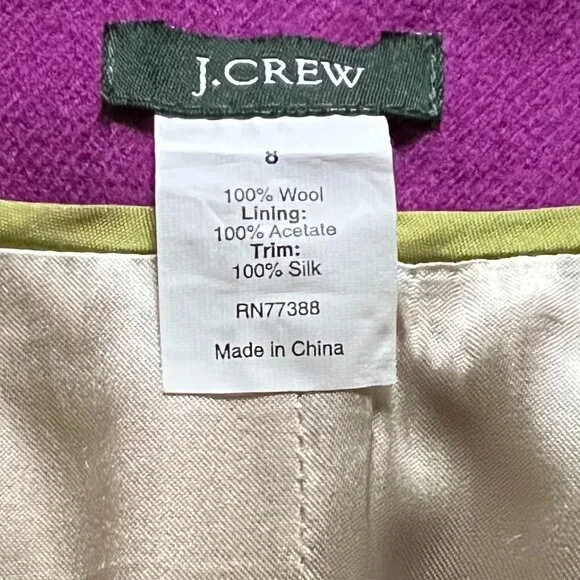 J.CREW
8
100% Wool
Lining:
100% Acetate
Trim:
100% Silk
RN77388
Made in China